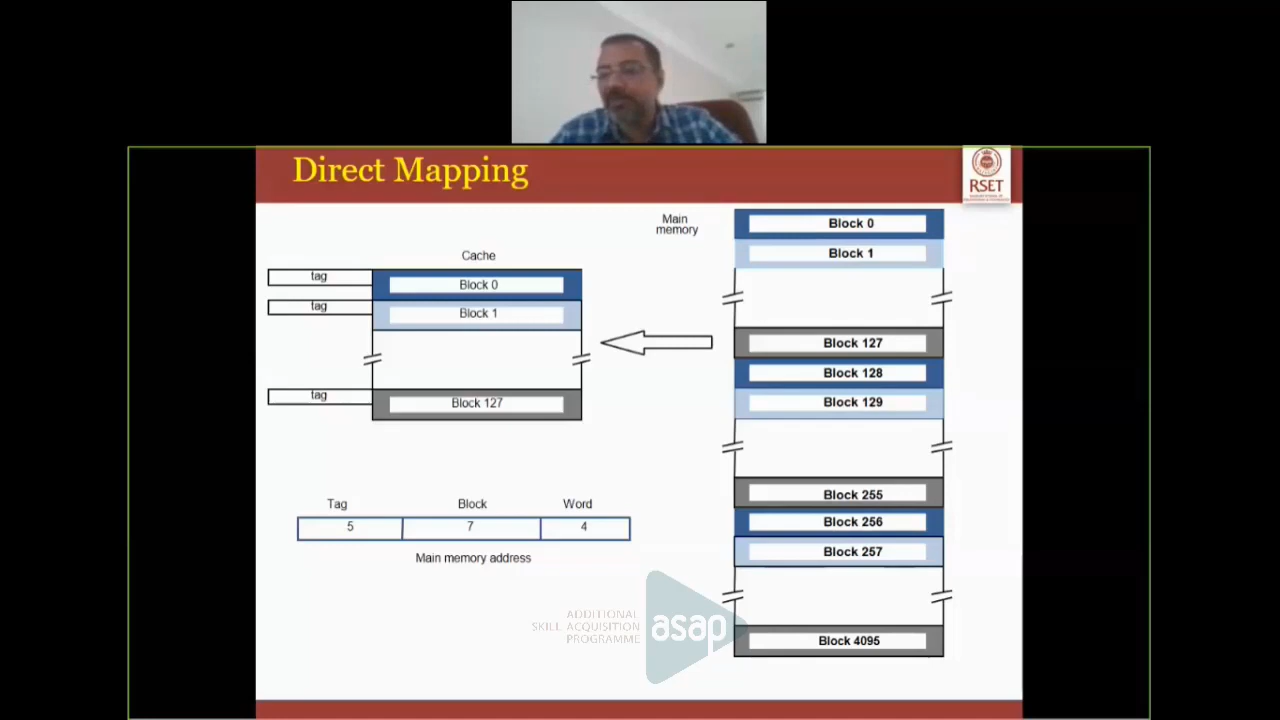 Direct Mapping
RSET
Main
memory
Cache
tag
Block 0
tag
Block 1
tag
Block 127
Block 0
Block 1
Block 127
Block 128
Block 129
Block 255
Block 256
Block 257
Block 4095
Tag Block Word
5 7 4
Main memory address
ADDITIONAL
SKILL ACQUISITION
PROGRAMME
asap